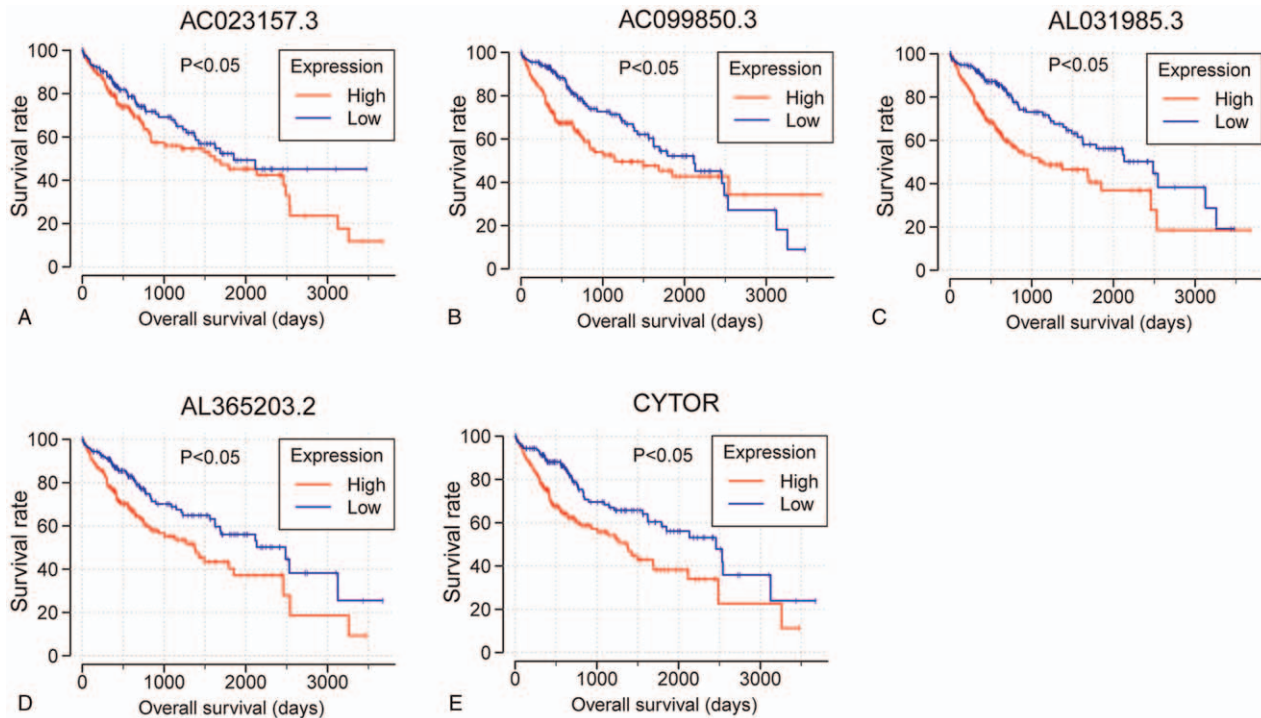 AC023157.3
100
80
60
40
20
0
Survival rate
P<0.05
Expression
High
Low
0 1000 2000 3000
Overall survival (days)
A
AC099850.3
100
80
60
40
20
0
Survival rate
P<0.05
Expression
High
Low
0 1000 2000 3000
Overall survival (days)
B
AL031985.3
100
80
60
40
20
0
Survival rate
P<0.05
Expression
High
Low
0 1000 2000 3000
Overall survival (days)
C
AL365203.2
100
80
60
40
20
0
Survival rate
P<0.05
Expression
High
Low
0 1000 2000 3000
Overall survival (days)
D
CYTOR
100
80
60
40
20
0
Survival rate
P<0.05
Expression
High
Low
0 1000 2000 3000
Overall survival (days)
E